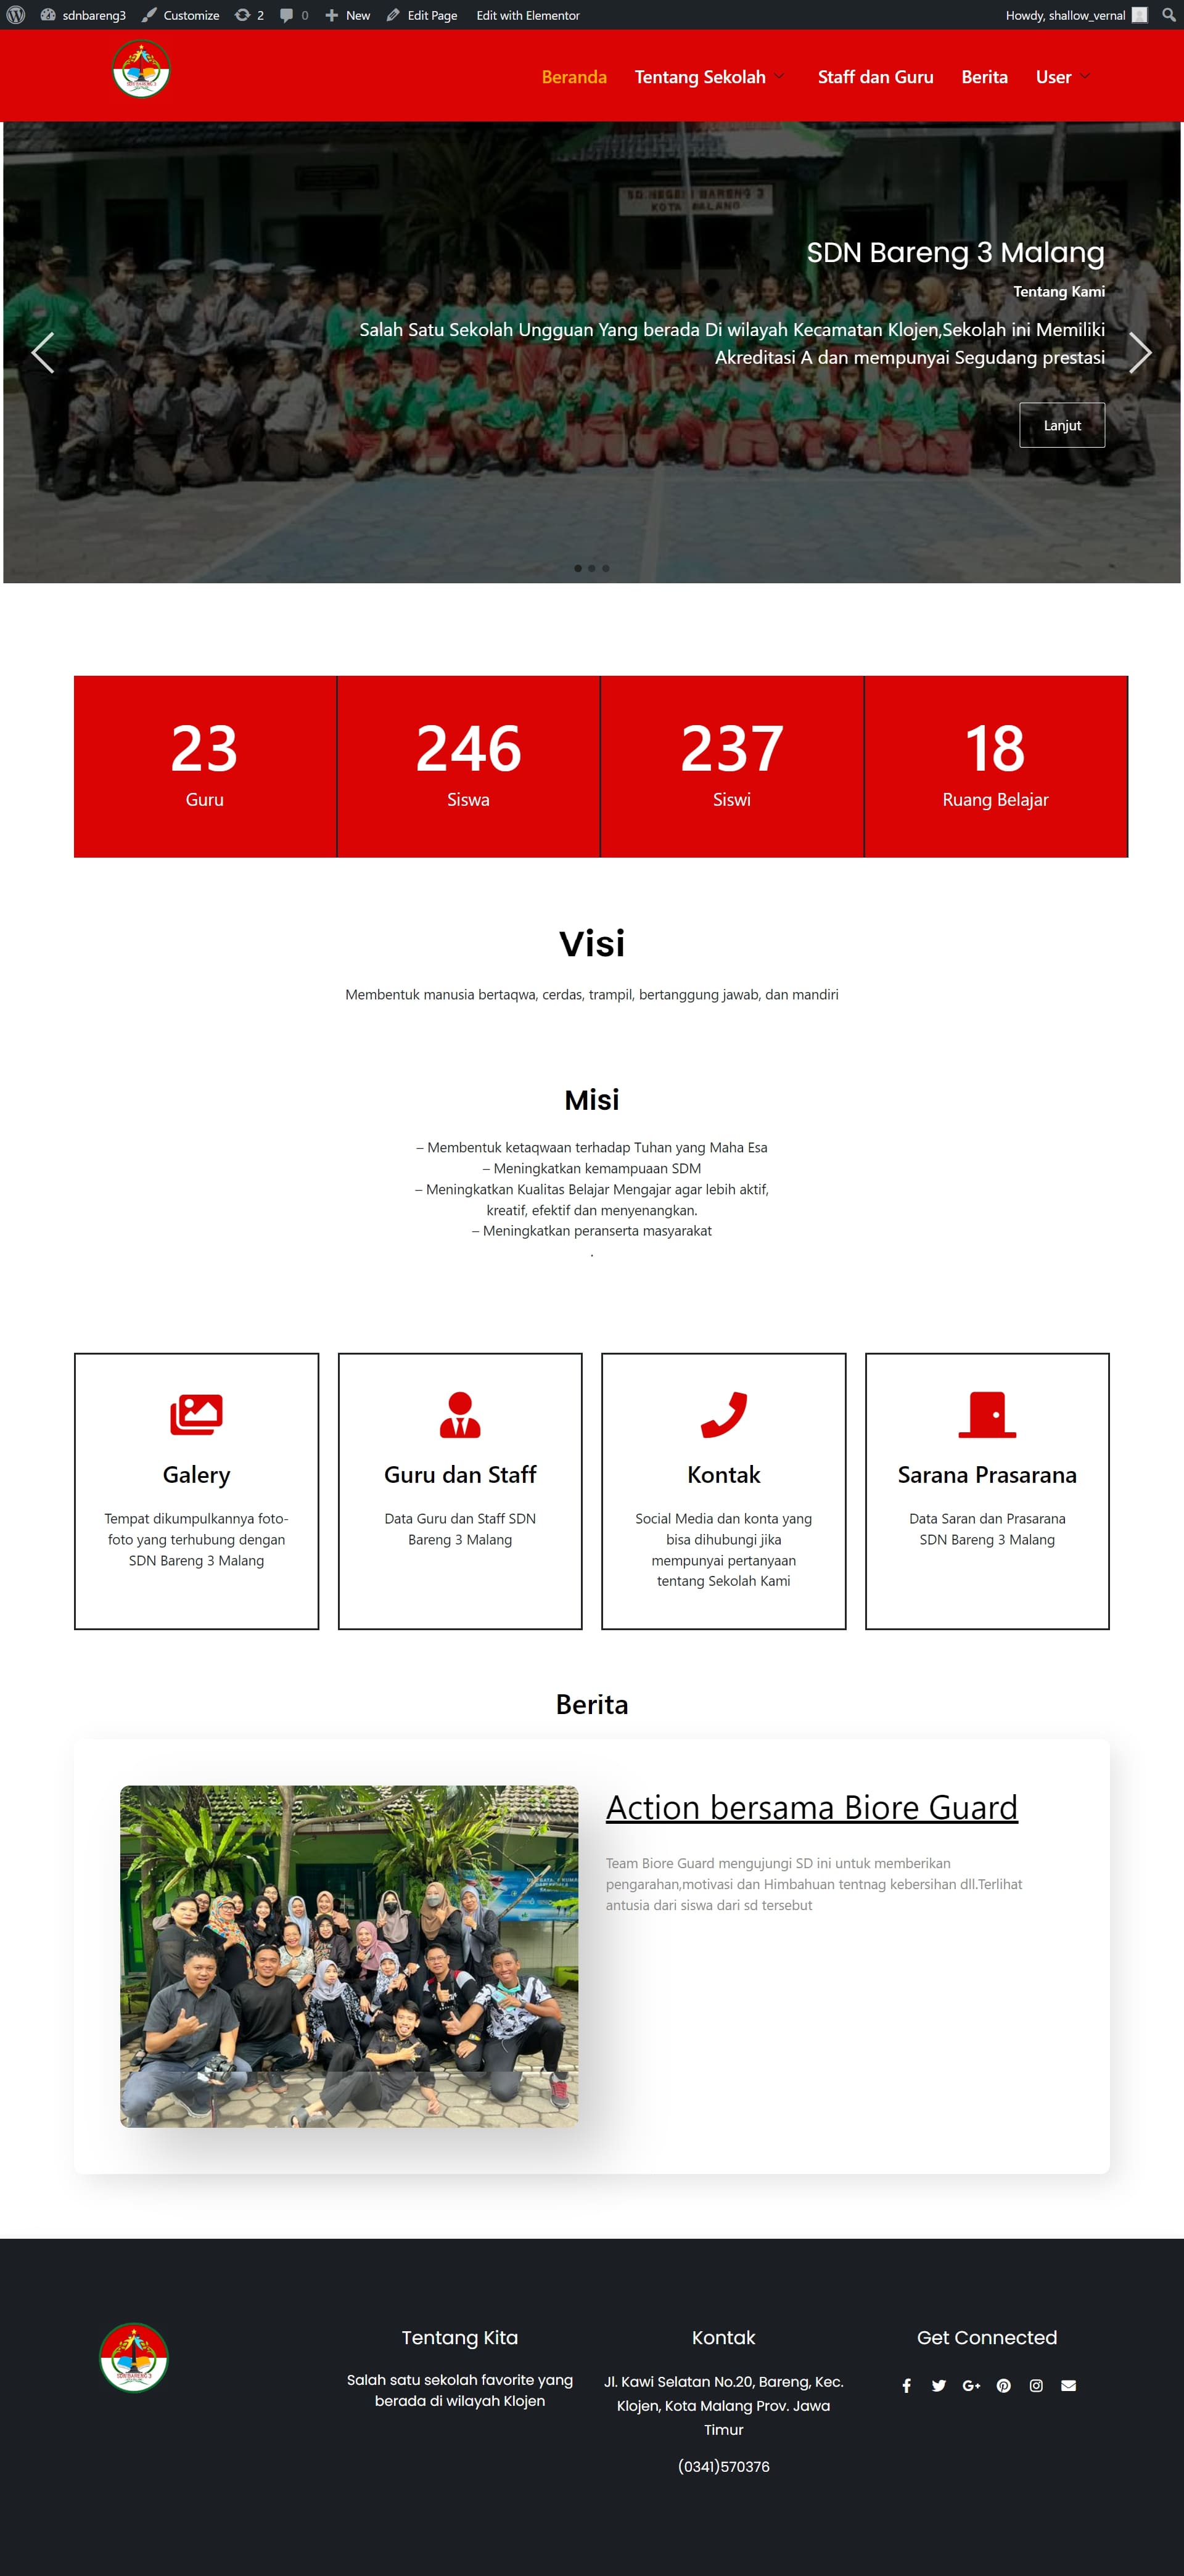 sdnbareng3 Customize 2 0 New Edit Page Edit with Elementor Howdy, shallow_vernal
Beranda Tentang Sekolah Staff dan Guru Berita User
SD.NEGERI BARENG 3
KOTA MALANG
SDN Bareng 3 Malang
Tentang Kami
Salah Satu Sekolah Ungguan Yang berada Di wilayah Kecamatan Klojen,Sekolah ini Memiliki
Akreditasi A dan mempunyai Segudang prestasi
Lanjut
23
Guru
246
Siswa
237
Siswi
18
Ruang Belajar
Visi
Membentuk manusia bertaqwa, cerdas, trampil, bertanggung jawab, dan mandiri
Misi
– Membentuk ketaqwaan terhadap Tuhan yang Maha Esa
– Meningkatkan kemampuaan SDM
– Meningkatkan Kualitas Belajar Mengajar agar lebih aktif,
kreatif, efektif dan menyenangkan.
– Meningkatkan peranserta masyarakat
.
Galery
Tempat dikumpulkannya foto-
foto yang terhubung dengan
SDN Bareng 3 Malang
Guru dan Staff
Data Guru dan Staff SDN
Bareng 3 Malang
Kontak
Social Media dan konta yang
bisa dihubungi jika
mempunyai pertanyaan
tentang Sekolah Kami
Sarana Prasarana
Data Saran dan Prasarana
SDN Bareng 3 Malang
Berita
Action bersama Biore Guard
Team Biore Guard mengujungi SD ini untuk memberikan
pengarahan,motivasi dan Himbahuan tentnag kebersihan dll.Terlihat
antusia dari siswa dari sd tersebut
SDN BARENG 3
Tentang Kita
Salah satu sekolah favorite yang
berada di wilayah Klojen
Kontak
Jl. Kawi Selatan No.20, Bareng, Kec.
Klojen, Kota Malang Prov. Jawa
Timur
(0341)570376
Get Connected